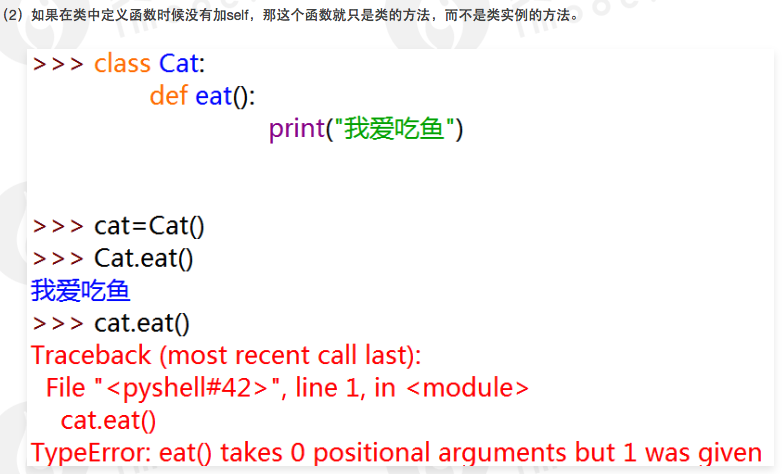 （2）如果在类中定义函数时候没有加self，那这个函数就只是类的方法，而不是类实例的方法。
>>> class Cat:
def eat():
print("我爱吃鱼")
>>> cat=Cat()
>>> Cat.eat()
我爱吃鱼
>>> cat.eat()
Traceback (most recent call last):
File "<pyshell#42>", line 1, in <module>
cat.eat()
TypeError: eat() takes 0 positional arguments but 1 was given